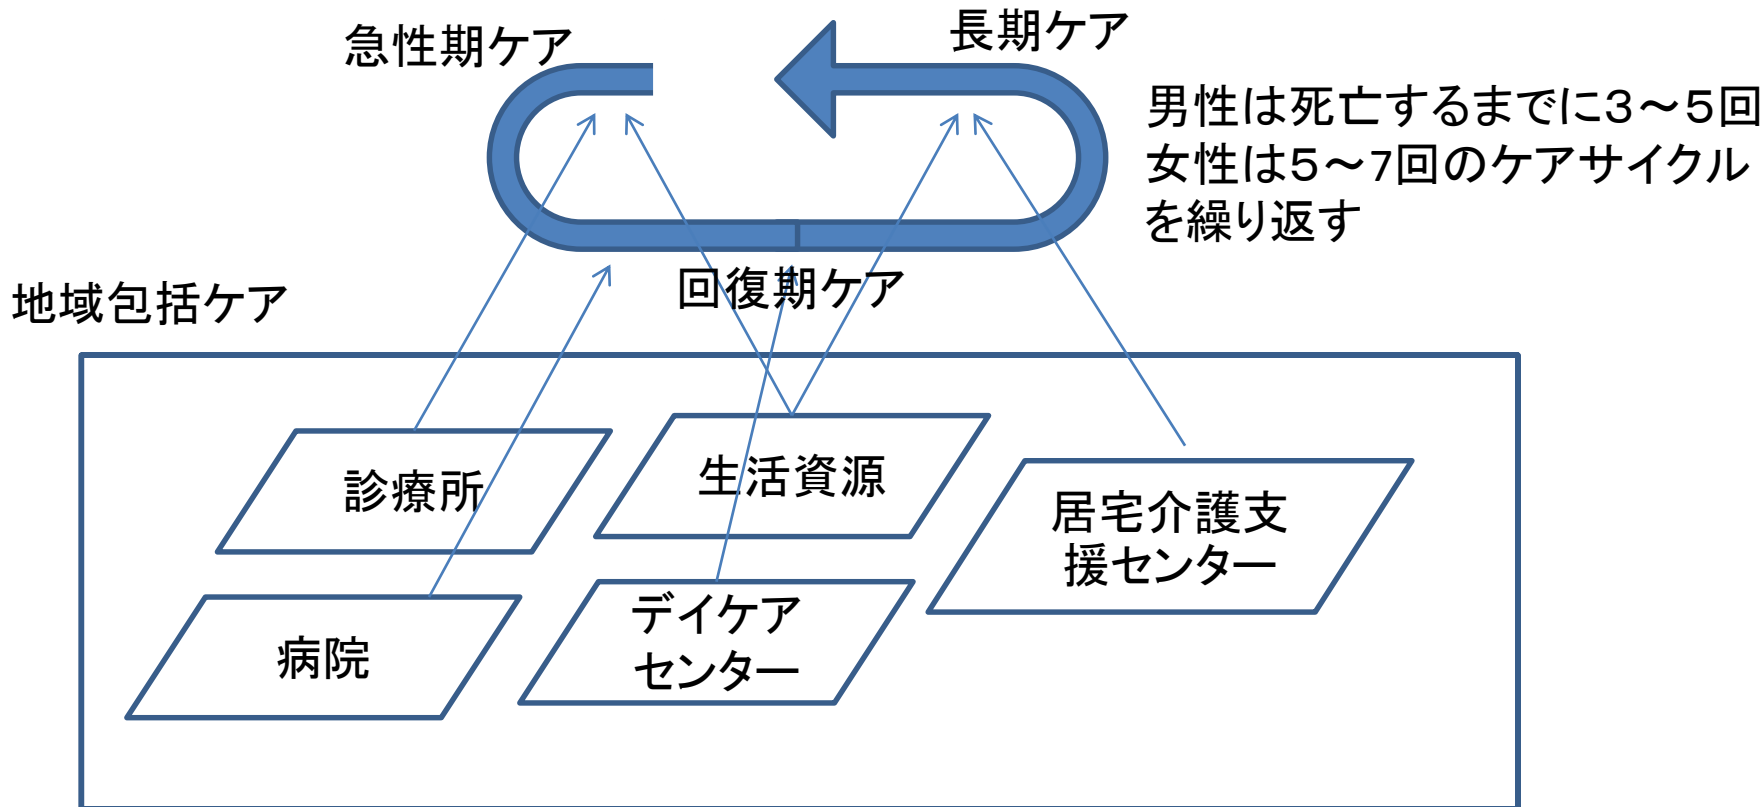 急性期ケア
長期ケア
男性は死亡するまでに3～5回
女性は5～7回のケアサイクル
を繰り返す
回復期ケア
地域包括ケア
診療所
生活資源
居宅介護支
援センター
病院
デイケア
センター